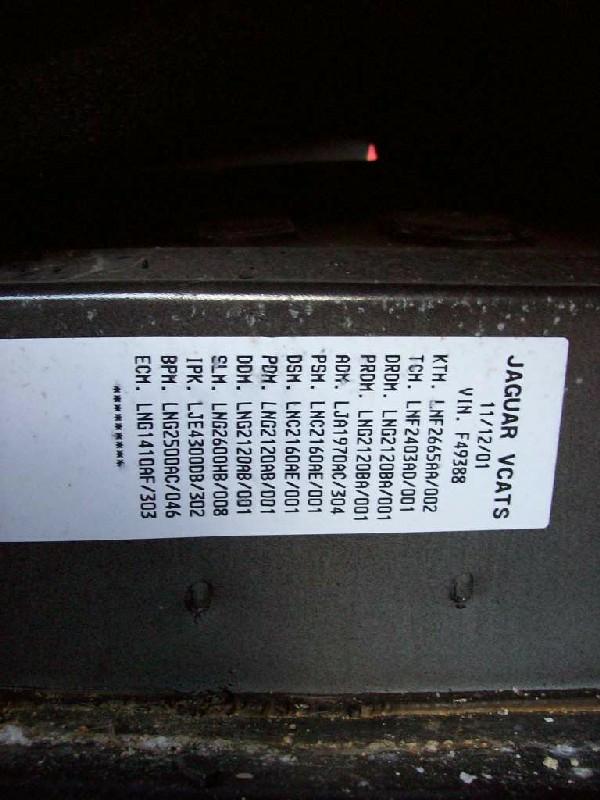 JAGUAR VCATS
11/12/01
VIN. F49388
KTM. LNF2665AA/002
TCM. LNF2403AD/001
DRDM. LNG2120BA/001
PRDM. LNG2120BA/001
ADM. LJA1970AC/304
PSM. LNC2160AE/001
DSM. LNC2160AE/001
PDM. LNG2120AB/001
DDM. LNG2120AB/001
SLM. LNG2600HB/008
IPK. LJE4300DB/302
BPM. LNG2500AC/046
ECM. LNG1410AF/303
**********